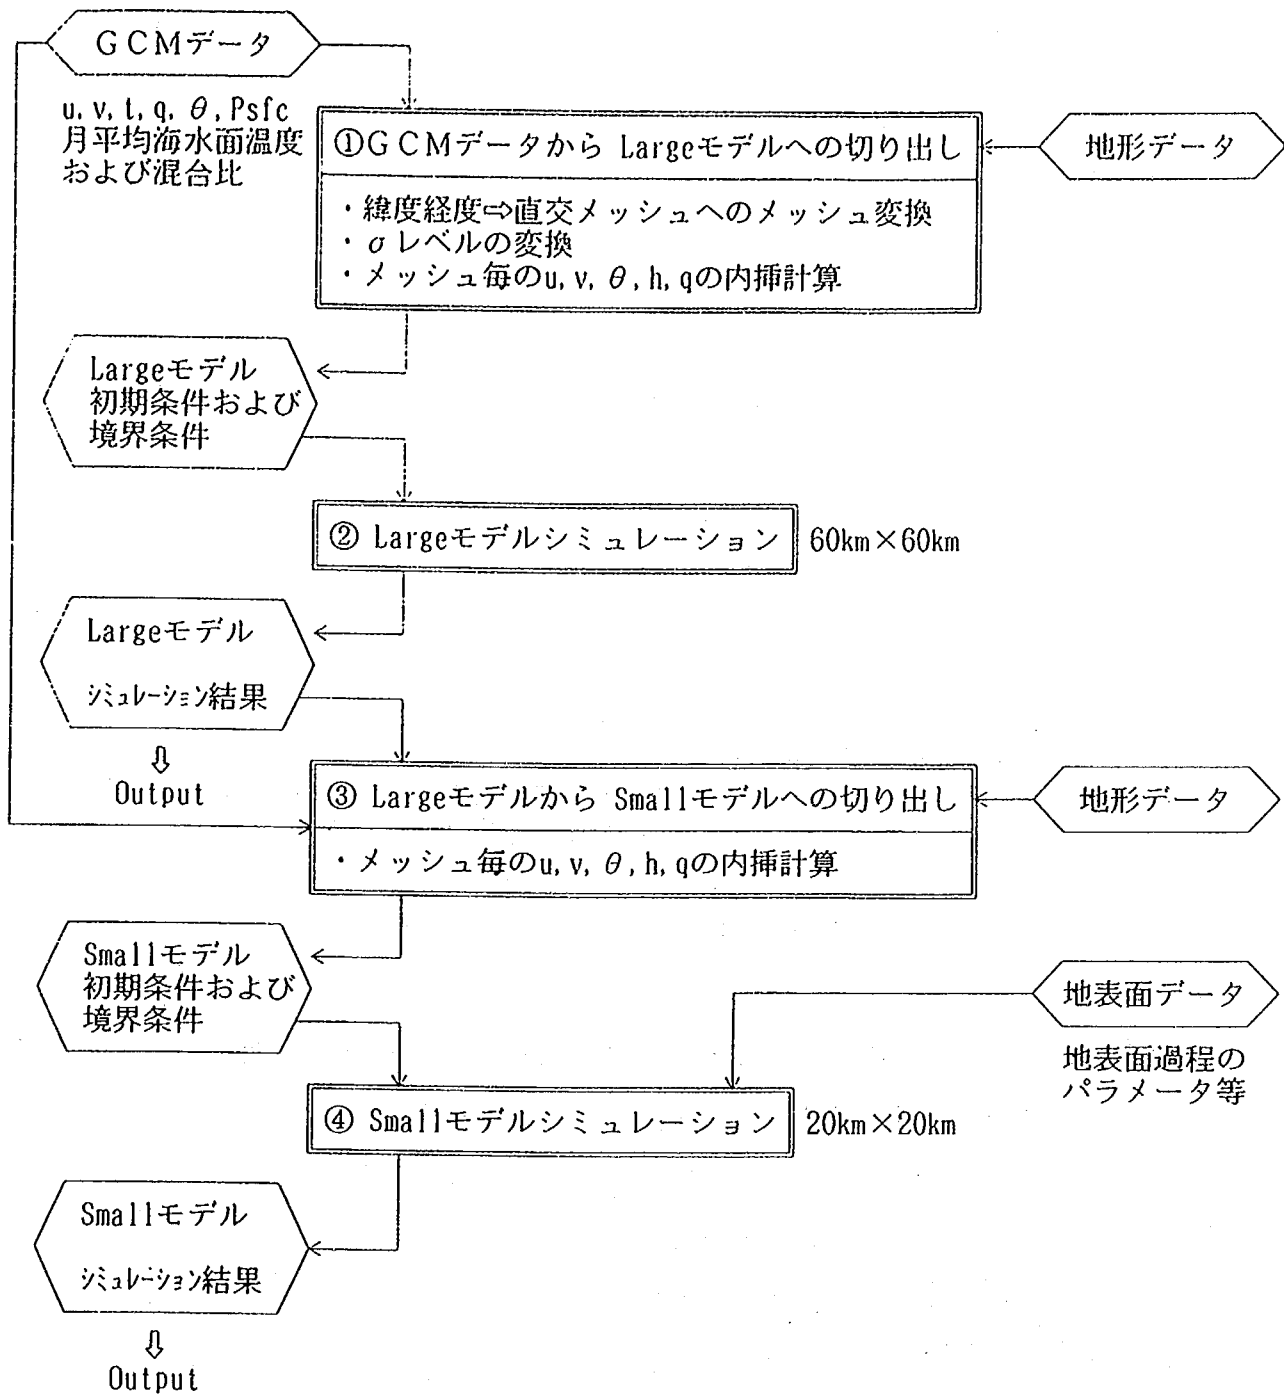 GCMデータ
u, v, t, q, θ, Psfc
月平均海水面温度
および混合比
①GCMデータから Largeモデルへの切り出し
地形データ
・緯度経度⇨直交メッシュへのメッシュ変換
・σレベルの変換
・メッシュ毎のu, v, θ, h, qの内挿計算
Largeモデル
初期条件および
境界条件
② Largeモデルシミュレーション
60km×60km
Largeモデル
ｼﾐｭﾚｰｼｮﾝ結果
⇩
Output
③ Largeモデルから Smallモデルへの切り出し
地形データ
・メッシュ毎のu, v, θ, h, qの内挿計算
Smallモデル
初期条件および
境界条件
地表面データ
地表面過程の
パラメータ等
④ Smallモデルシミュレーション
20km×20km
Smallモデル
ｼﾐｭﾚｰｼｮﾝ結果
⇩
Output